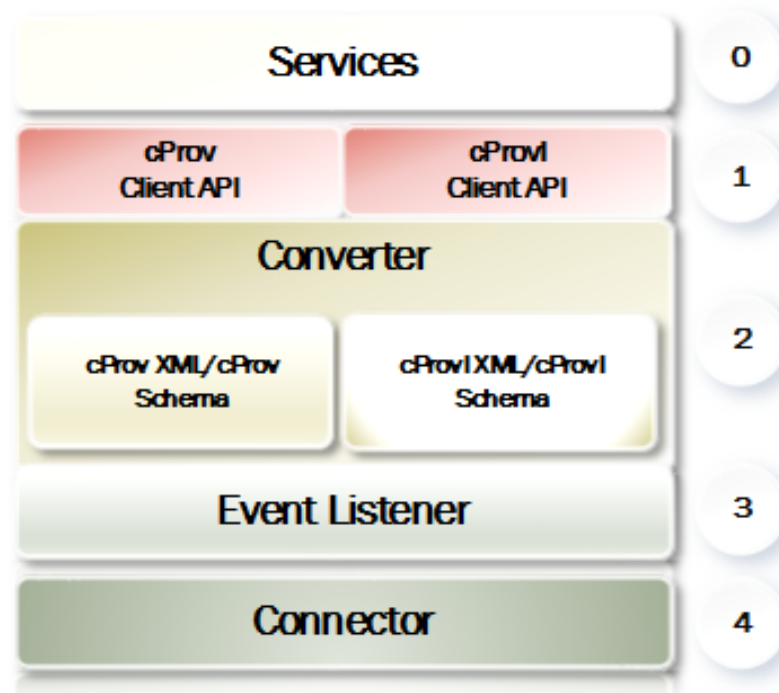 Services
0
cProv
Client API
cProvl
Client API
1
Converter
cProv XML/cProv
Schema
cProvl XML/cProvl
Schema
2
Event Listener
3
Connector
4